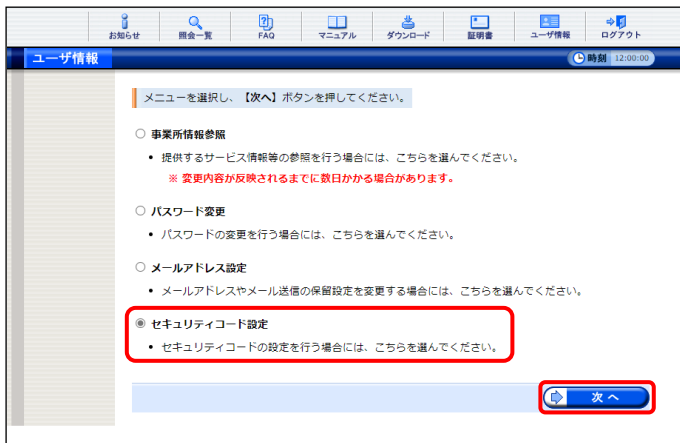 お知らせ 照会一覧 FAQ マニュアル ダウンロード 証明書 ユーザ情報 ログアウト
ユーザ情報 時刻 12:00:00
メニューを選択し、【次へ】ボタンを押してください。
事業所情報参照
• 提供するサービス情報等の参照を行う場合には、こちらを選んでください。
※ 変更内容が反映されるまでに数日かかる場合があります。
パスワード変更
• パスワードの変更を行う場合には、こちらを選んでください。
メールアドレス設定
• メールアドレスやメール送信の保留設定を変更する場合には、こちらを選んでください。
セキュリティコード設定
• セキュリティコードの設定を行う場合には、こちらを選んでください。
次へ